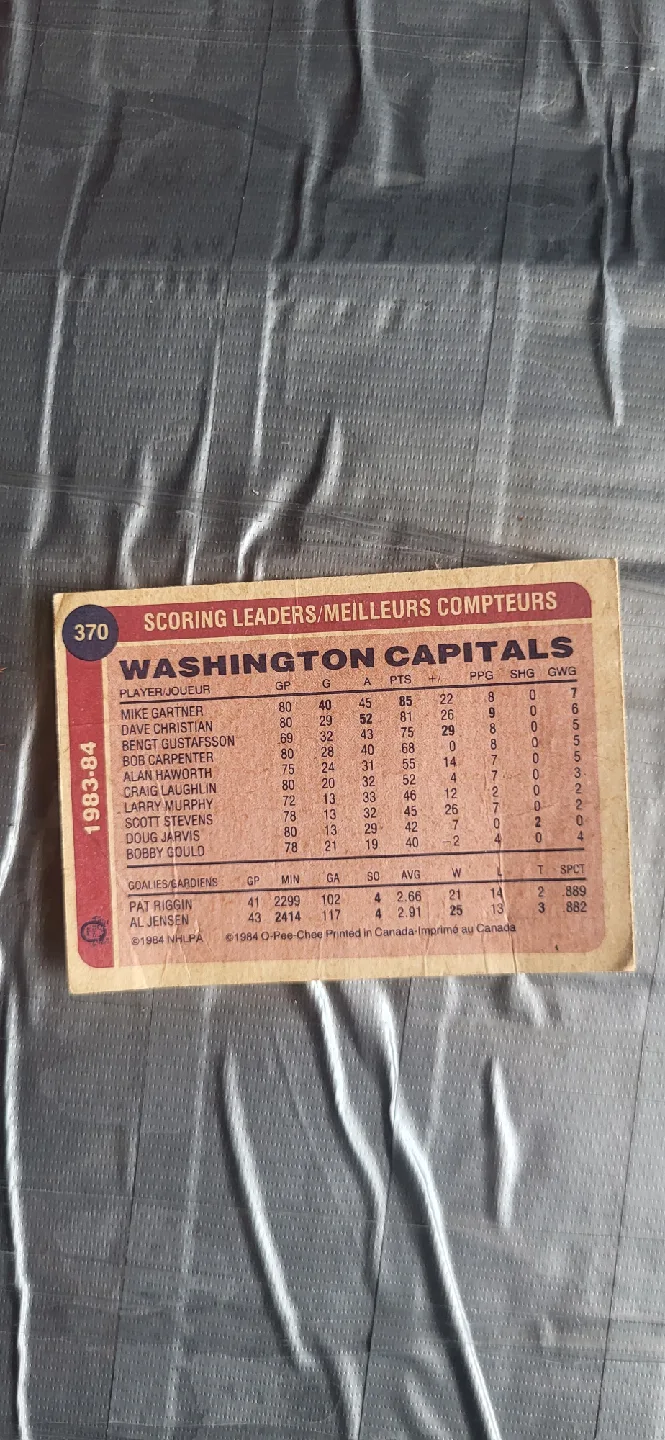 370 SCORING LEADERS/MEILLEURS COMPTEURS
1983-84
WASHINGTON CAPITALS
PLAYER/JOUEUR GP G A PTS +/- PPG SHG GWG
MIKE GARTNER 80 40 45 85 22 8 0 7
DAVE CHRISTIAN 80 29 52 81 26 9 0 6
BENGT GUSTAFSSON 69 32 43 75 29 8 0 5
BOB CARPENTER 80 28 40 68 0 8 0 5
ALAN HAWORTH 75 24 31 55 14 7 0 5
CRAIG LAUGHLIN 80 20 32 52 4 7 0 3
LARRY MURPHY 72 13 33 46 12 2 0 2
SCOTT STEVENS 78 13 32 45 26 7 0 2
DOUG JARVIS 80 13 29 42 7 0 2 0
BOBBY GOULD 78 21 19 40 -2 4 0 4
GOALIES/GARDIENS GP MIN GA SO AVG W L T SPCT
PAT RIGGIN 41 2299 102 4 2.66 21 14 2 .889
AL JENSEN 43 2414 117 4 2.91 25 13 3 .882
©1984 NHLPA ©1984 O-Pee-Chee Printed in Canada-Imprimé au Canada